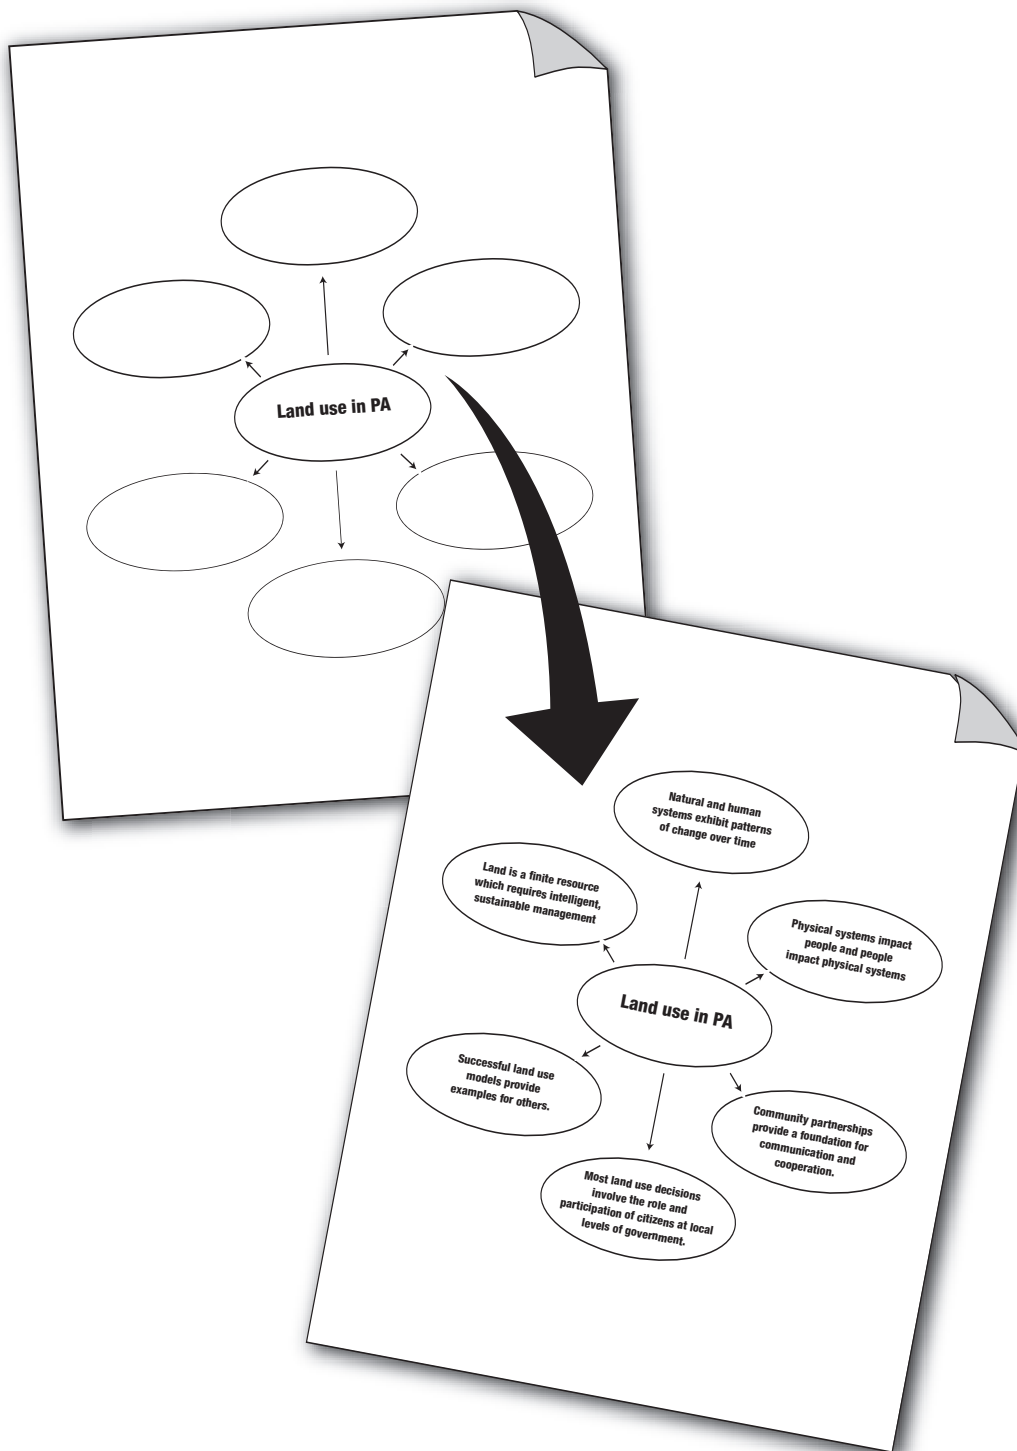 Land use in PA
Natural and human
systems exhibit patterns
of change over time
Land is a finite resource
which requires intelligent,
sustainable management
Physical systems impact
people and people
impact physical systems
Land use in PA
Successful land use
models provide
examples for others.
Community partnerships
provide a foundation for
communication and
cooperation.
Most land use decisions
involve the role and
participation of citizens at local
levels of government.